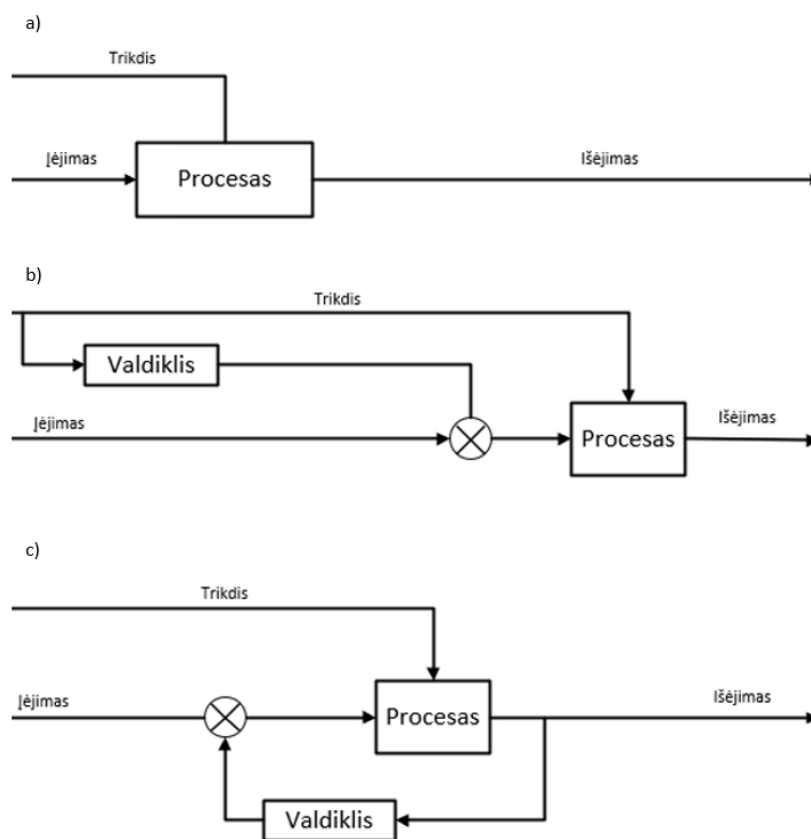 a)
Trikdis
Įėjimas
Procesas
Išėjimas
b)
Trikdis
Valdiklis
Įėjimas
Procesas
Išėjimas
c)
Trikdis
Įėjimas
Procesas
Išėjimas
Valdiklis